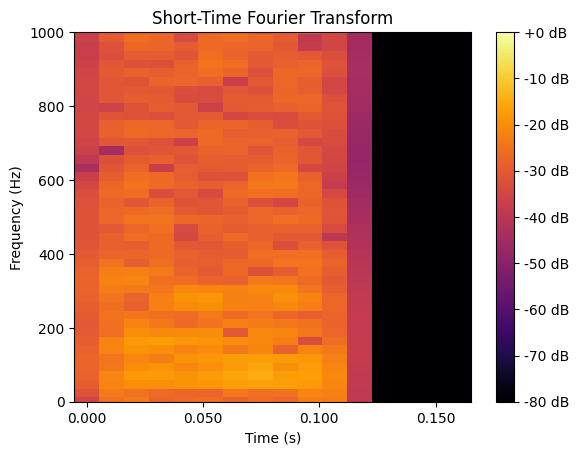 Short-Time Fourier Transform
1000
800
600
400
200
0
Frequency (Hz)
0.000
0.050
0.100
0.150
Time (s)
+0 dB
-10 dB
-20 dB
-30 dB
-40 dB
-50 dB
-60 dB
-70 dB
-80 dB